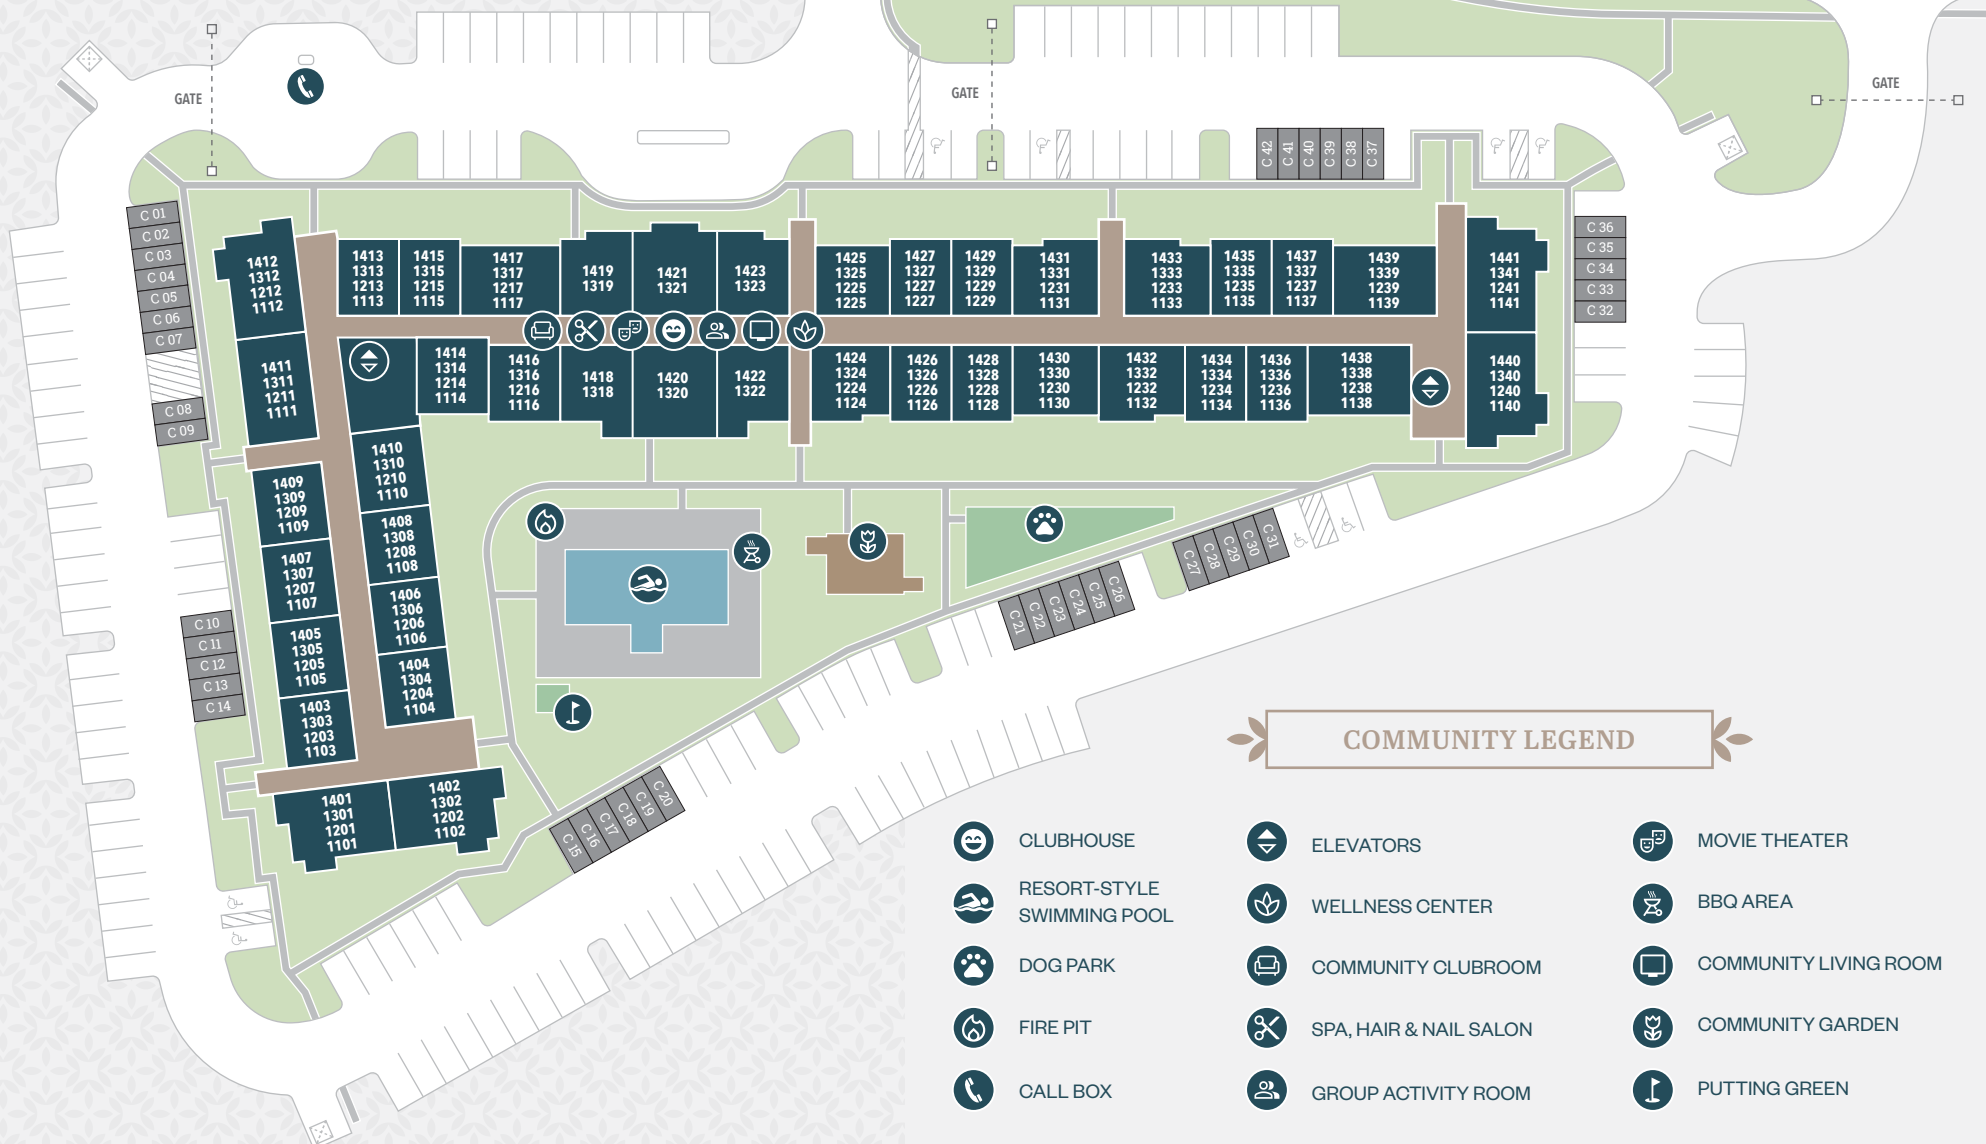 GATE
GATE
GATE
C 42
C 41
C 40
C 39
C 38
C 37
C 01
C 02
C 03
C 04
C 05
C 06
C 07
C 08
C 09
C 10
C 11
C 12
C 13
C 14
C 36
C 35
C 34
C 33
C 32
1412
1312
1212
1112
1413
1313
1213
1113
1415
1315
1215
1115
1417
1317
1217
1117
1419
1319
1421
1321
1423
1323
1425
1325
1225
1225
1427
1327
1227
1227
1429
1329
1229
1229
1431
1331
1231
1131
1433
1333
1233
1133
1435
1335
1235
1135
1437
1337
1237
1137
1439
1339
1239
1139
1441
1341
1241
1141
1411
1311
1211
1111
1414
1314
1214
1114
1416
1316
1216
1116
1418
1318
1420
1320
1422
1322
1424
1324
1224
1124
1426
1326
1226
1126
1428
1328
1228
1128
1430
1330
1230
1130
1432
1332
1232
1132
1434
1334
1234
1134
1436
1336
1236
1136
1438
1338
1238
1138
1440
1340
1240
1140
1410
1310
1210
1110
1409
1309
1209
1109
1408
1308
1208
1108
1407
1307
1207
1107
1406
1306
1206
1106
1405
1305
1205
1105
1404
1304
1204
1104
1403
1303
1203
1103
1401
1301
1201
1101
1402
1302
1202
1102
C 15
C 16
C 17
C 18
C 19
C 20
C 21
C 22
C 23
C 24
C 25
C 26
C 27
C 28
C 29
C 30
C 31
COMMUNITY LEGEND
CLUBHOUSE
RESORT-STYLE
SWIMMING POOL
DOG PARK
FIRE PIT
CALL BOX
ELEVATORS
WELLNESS CENTER
COMMUNITY CLUBROOM
SPA, HAIR & NAIL SALON
GROUP ACTIVITY ROOM
MOVIE THEATER
BBQ AREA
COMMUNITY LIVING ROOM
COMMUNITY GARDEN
PUTTING GREEN